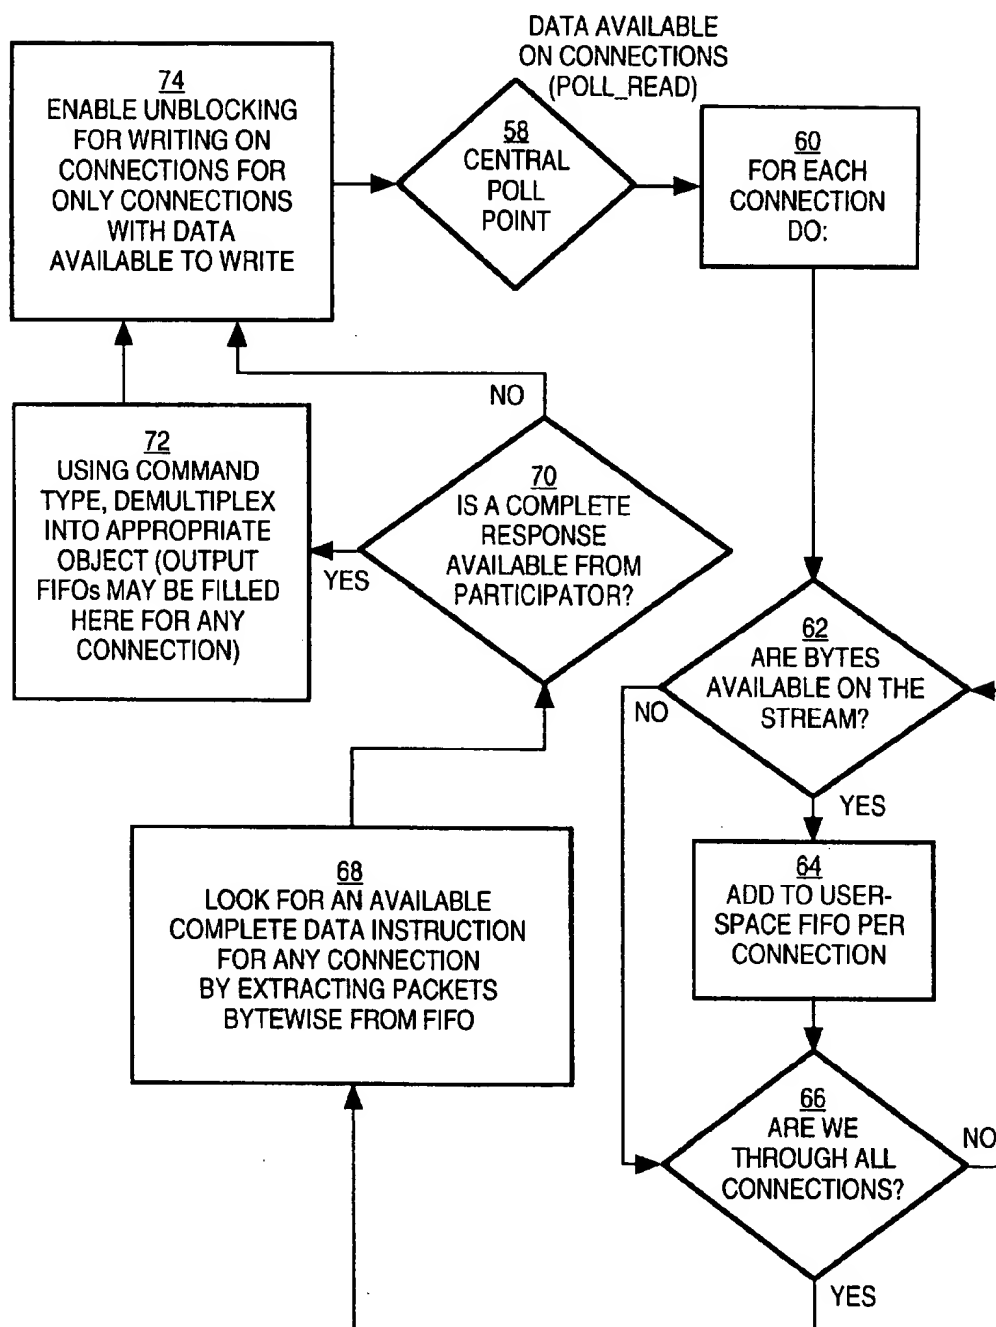 74
ENABLE UNBLOCKING
FOR WRITING ON
CONNECTIONS FOR
ONLY CONNECTIONS
WITH DATA
AVAILABLE TO WRITE
DATA AVAILABLE
ON CONNECTIONS
(POLL_READ)
58
CENTRAL
POLL
POINT
60
FOR EACH
CONNECTION
DO:
62
ARE BYTES
AVAILABLE ON THE
STREAM?
NO
YES
64
ADD TO USER-
SPACE FIFO PER
CONNECTION
66
ARE WE
THROUGH ALL
CONNECTIONS?
NO
YES
68
LOOK FOR AN AVAILABLE
COMPLETE DATA INSTRUCTION
FOR ANY CONNECTION
BY EXTRACTING PACKETS
BYTEWISE FROM FIFO
70
IS A COMPLETE
RESPONSE
AVAILABLE FROM
PARTICIPATOR?
NO
YES
72
USING COMMAND
TYPE, DEMULTIPLEX
INTO APPROPRIATE
OBJECT (OUTPUT
FIFOs MAY BE FILLED
HERE FOR ANY
CONNECTION)